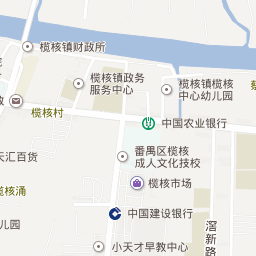 榄核镇财政所
榄核镇政务
服务中心
榄核镇榄核
中心幼儿园
榄核村
中国农业银行
番禺区榄核
成人文化技校
天汇百货
榄核涌
榄核市场
中国建设银行
滘新路
儿园
小天才早教中心